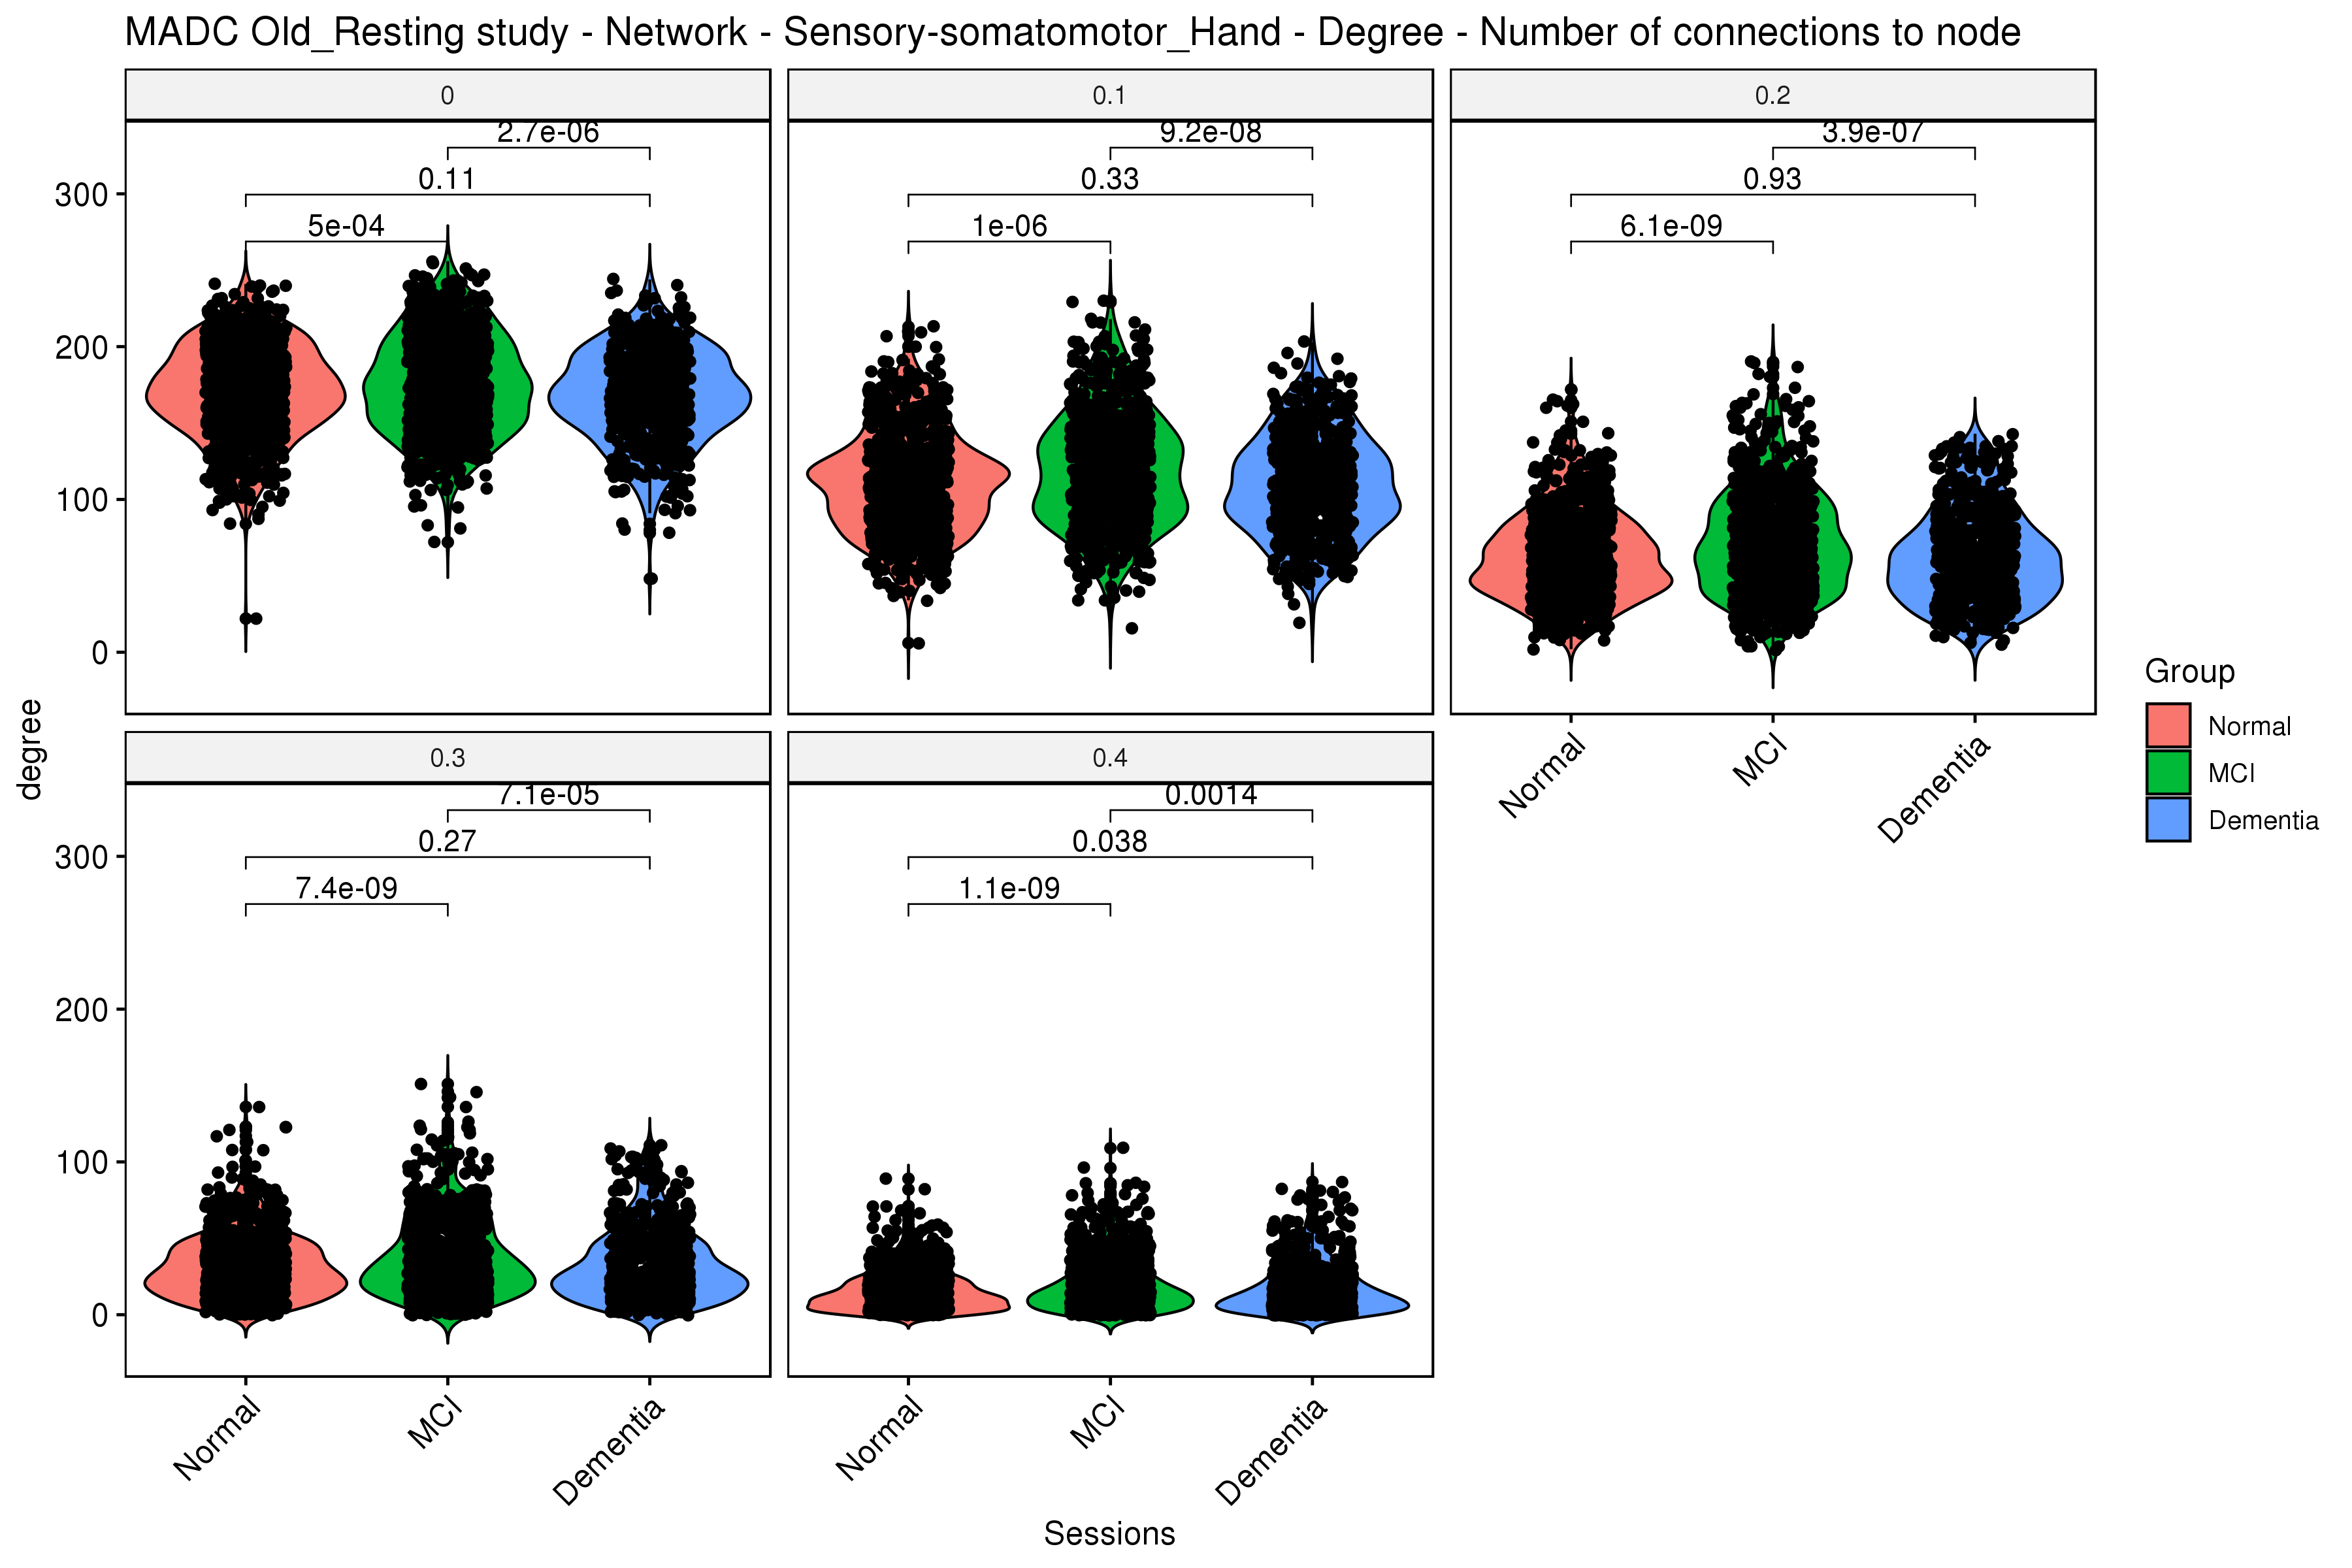 MADC Old_Resting study - Network - Sensory-somatomotor_Hand - Degree - Number of connections to node
0
0.1
0.2
2.7e-06
9.2e-08
3.9e-07
0.11
0.33
0.93
5e-04
1e-06
6.1e-09
300
200
100
0
degree
Normal
MCI
Dementia
Group
Normal
MCI
Dementia
0.3
0.4
7.1e-05
0.0014
0.27
0.038
7.4e-09
1.1e-09
300
200
100
0
Normal
MCI
Dementia
Normal
MCI
Dementia
Sessions